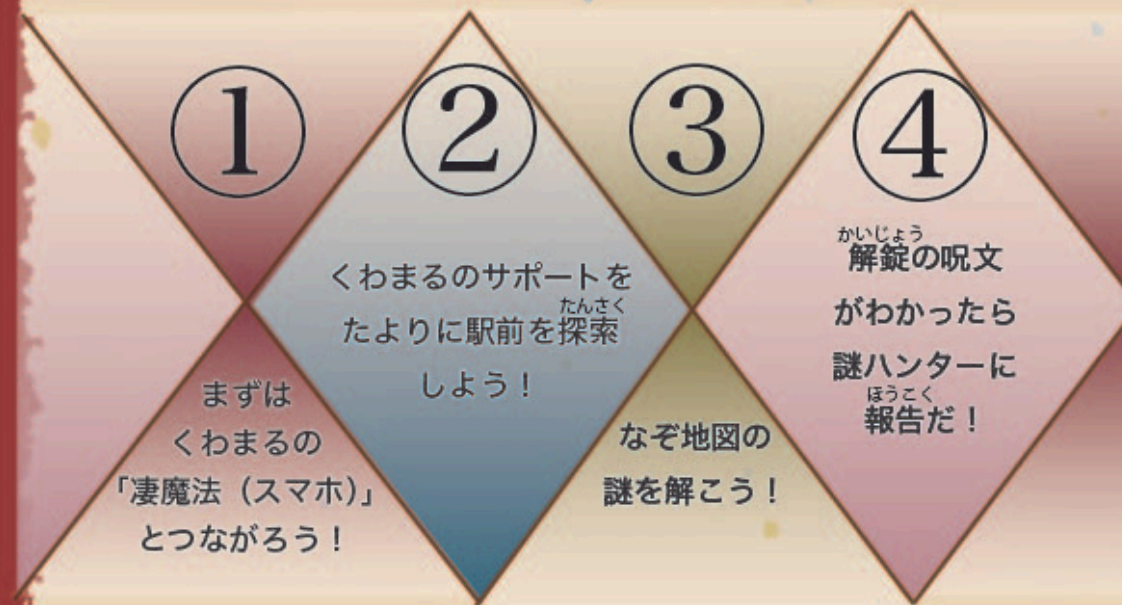 ①
まずは
くわまるの
「凄魔法（スマホ）」
とつながろう！
②
くわまるのサポートを
たんさく
たよりに駅前を探索
しよう！
③
なぞ地図の
謎を解こう！
④
かいじょう
解錠の呪文
がわかったら
謎ハンターに
ほうこく
報告だ！